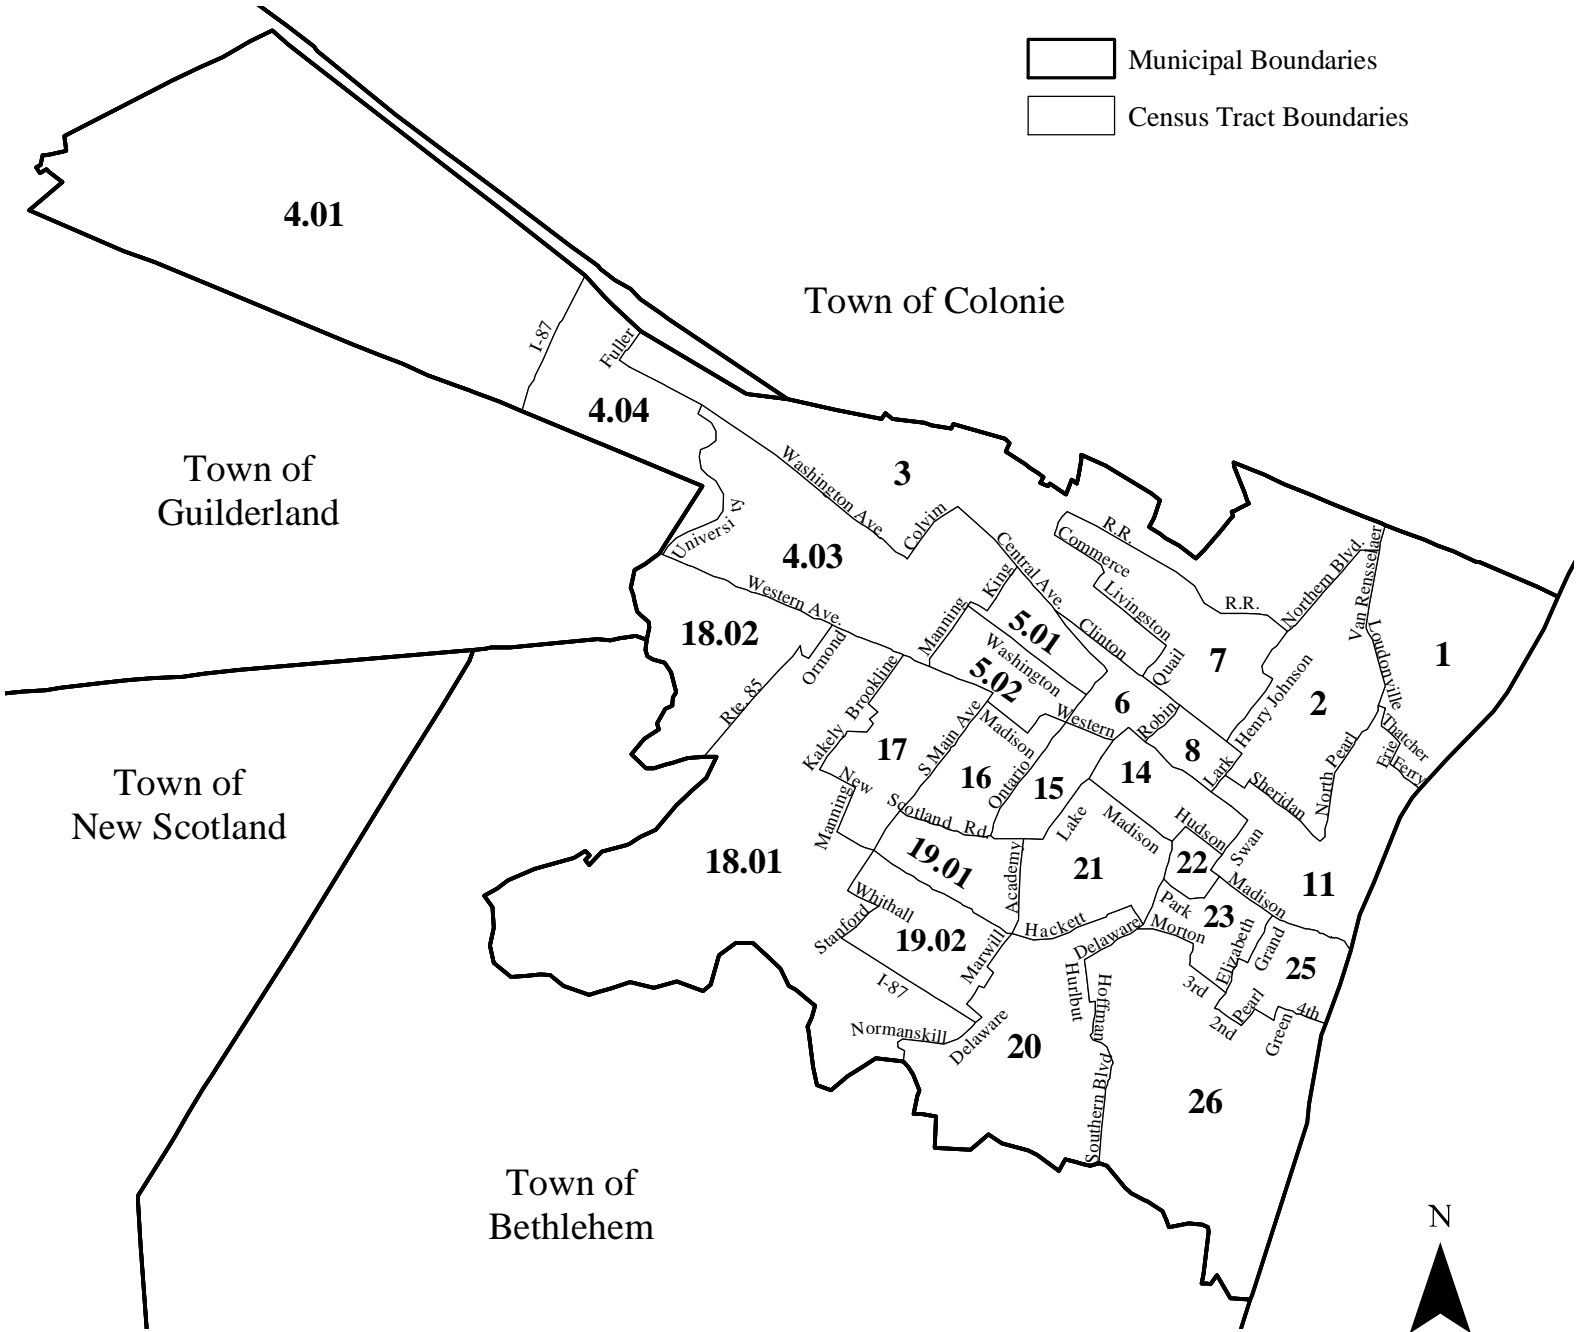 Municipal Boundaries
Census Tract Boundaries
4.01
Town of Colonie
I-87
Fuller
4.04
Town of
Guilderland
Washington Ave.
3
Colvim
Universi y
4.03
Central Ave.
R.R.
Commerce
Livingston
R.R.
Northern Blvd.
Van Rensselaer
Western Ave.
18.02
Ormond
Rte. 85
Manning
King
5.01
Clinton
Washington
5.02
Quail
7
Henry Johnson
2
Loudonville
1
Brookline
Kakely
17
S Main Ave
Madison
Western
6
Robin
8
Lark
Thatcher
Erie
Ferry
North Pearl
Sheridan
New
Scotland Rd.
Manning
16
Ontario
15
14
Lake
Madison
Hudson
Swan
Town of
New Scotland
18.01
19.01
Academy
21
22
Madison
11
Whithall
Stanford
19.02
Hackett
Marwill
Delaware
Park
Morton
23
Elizabeth
Grand
25
I-87
Normanskill
Delaware
20
Hurlbut
Hoffman
3rd
2nd
Pearl
Green
4th
Southern Blvd
26
Town of
Bethlehem
N